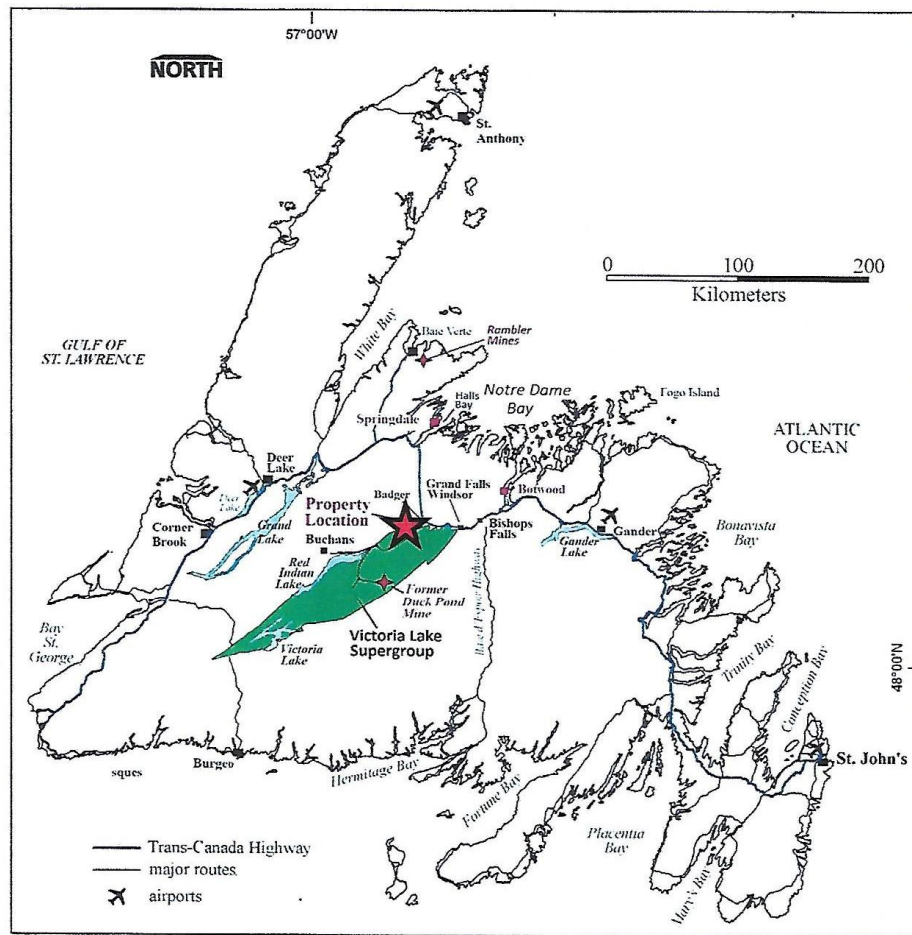 57°00'W
NORTH
St.
Anthony
0 100 200
Kilometers
GULF OF
ST. LAWRENCE
White Bay
Baie Verte
Rambler
Mines
Notre Dame
Bay
Halls
Bay
Springdale
Fogo Island
ATLANTIC
OCEAN
Deer
Lake
Deer
Lake
Grand
Lake
Corner
Brook
Property
Location
Badger
Grand Falls
Windsor
Botwood
Bishops
Falls
Gander
Gander
Lake
Bonavista
Bay
Buchans
Red
Indian
Lake
Former
Duck Pond
Mine
Victoria Lake
Supergroup
Victoria
Lake
Highway
Bay
St.
George
Trinity Bay
Conception Bay
48°00'N
St. John's
sques
Burgeo
Hermitage Bay
Fortune Bay
Placentia
Bay
Mary's Bay
Trans-Canada Highway
major routes
airports